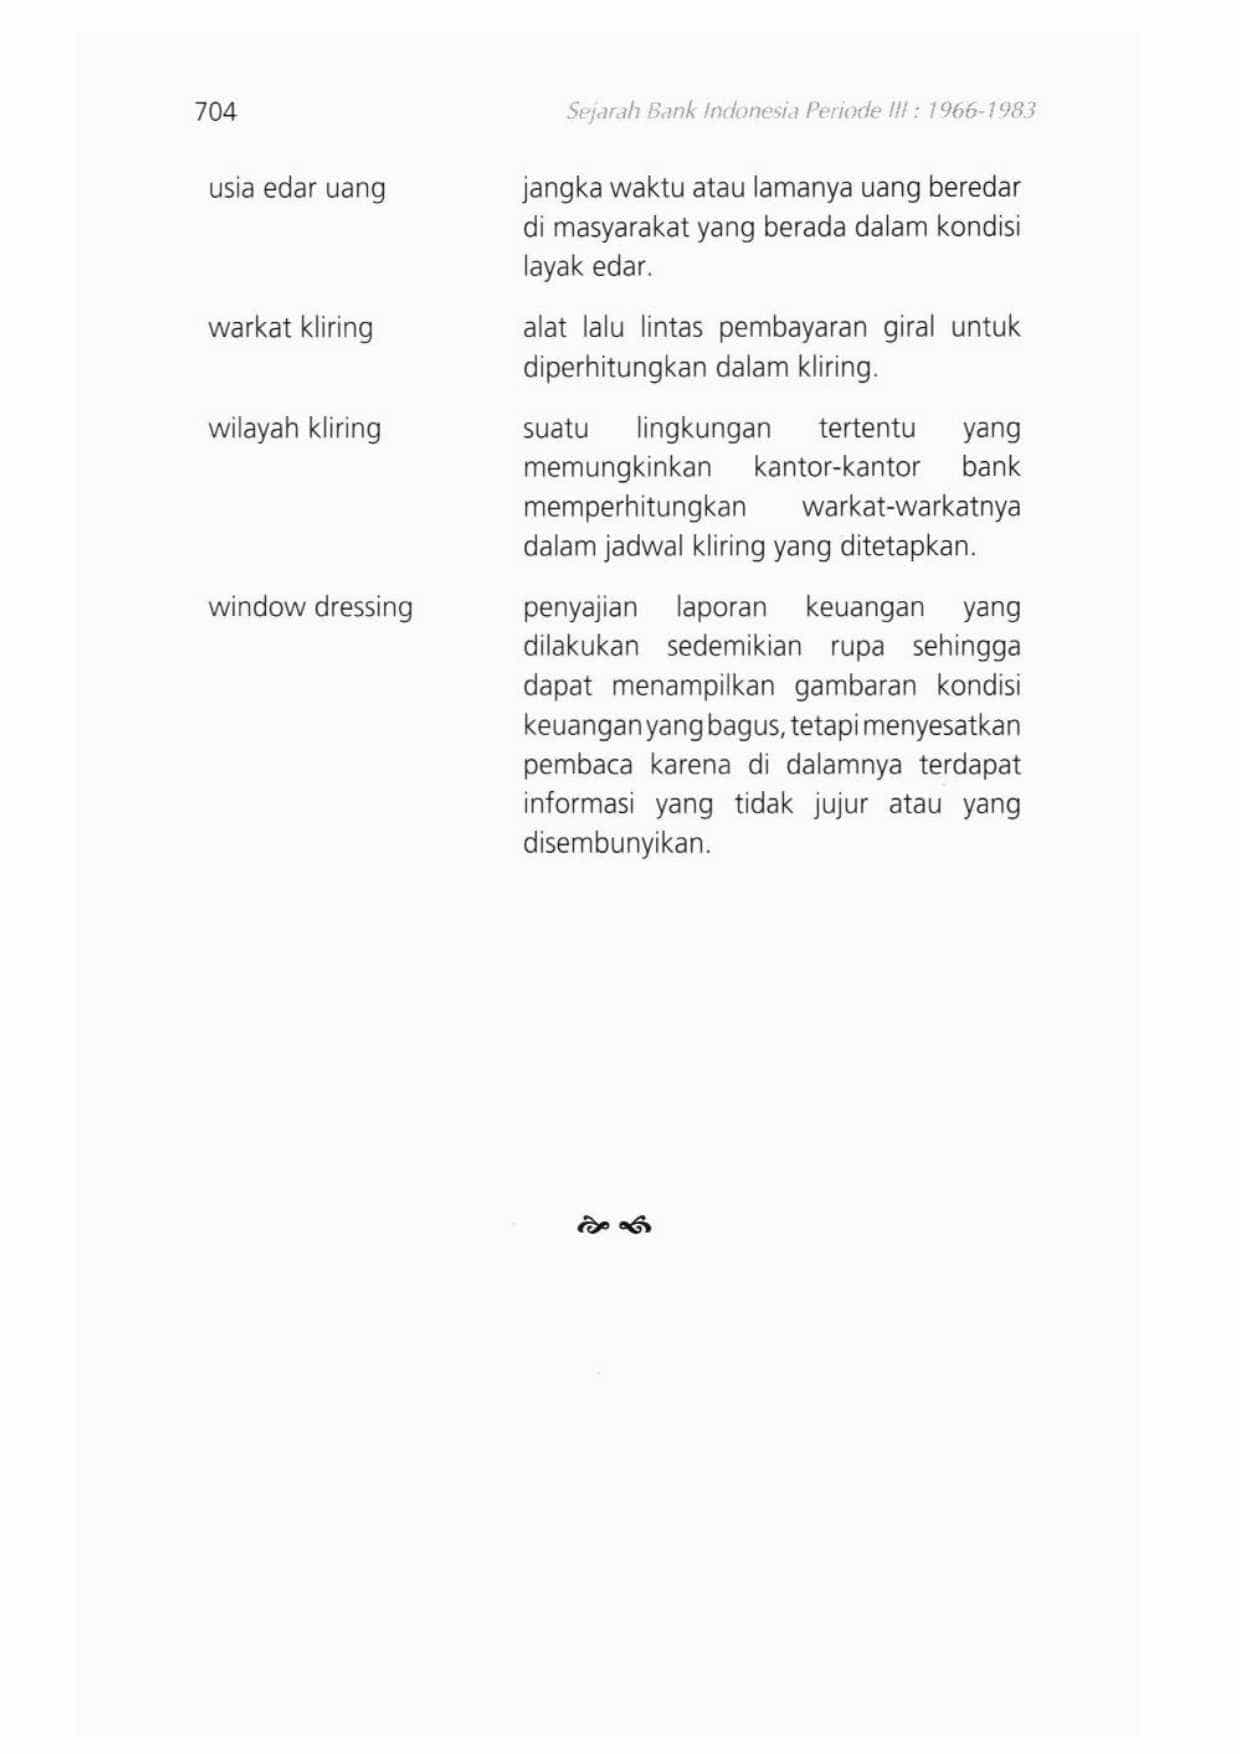 704
Sejarah Bank Indonesia Periode III : 1966-1983
usia edar uang
jangka waktu atau lamanya uang beredar
di masyarakat yang berada dalam kondisi
layak edar.
warkat kliring
alat lalu lintas pembayaran giral untuk
diperhitungkan dalam kliring.
wilayah kliring
suatu lingkungan tertentu yang
memungkinkan kantor-kantor bank
memperhitungkan warkat-warkatnya
dalam jadwal kliring yang ditetapkan.
window dressing
penyajian laporan keuangan yang
dilakukan sedemikian rupa sehingga
dapat menampilkan gambaran kondisi
keuangan yang bagus, tetapi menyesatkan
pembaca karena di dalamnya terdapat
informasi yang tidak jujur atau yang
disembunyikan.